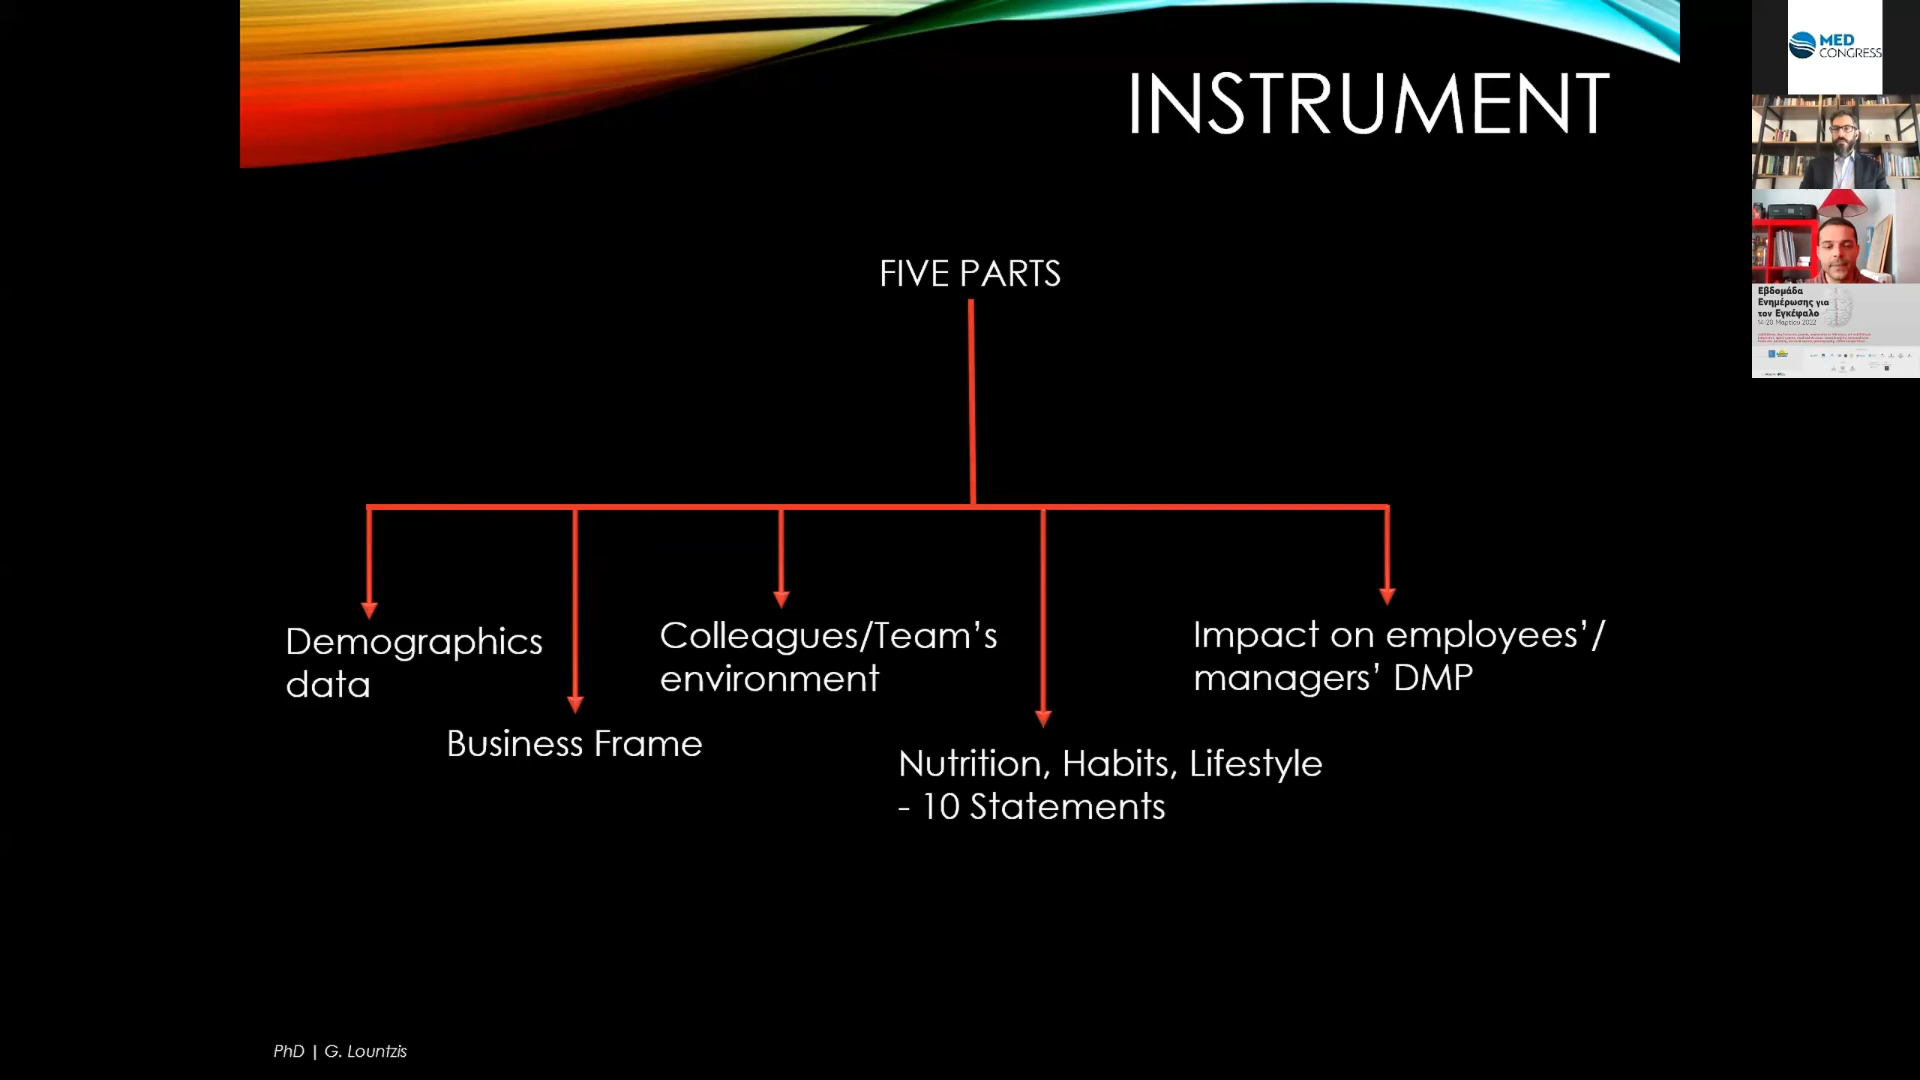 INSTRUMENT
FIVE PARTS
Demographics
data
Business Frame
Colleagues/Team’s
environment
Nutrition, Habits, Lifestyle
- 10 Statements
Impact on employees’/
managers’ DMP
PhD | G. Lountzis
MED
CONGRESS
Εβδομάδα
Ενημέρωσης για
τον Εγκέφαλο
14-20 Μαρτίου 2022